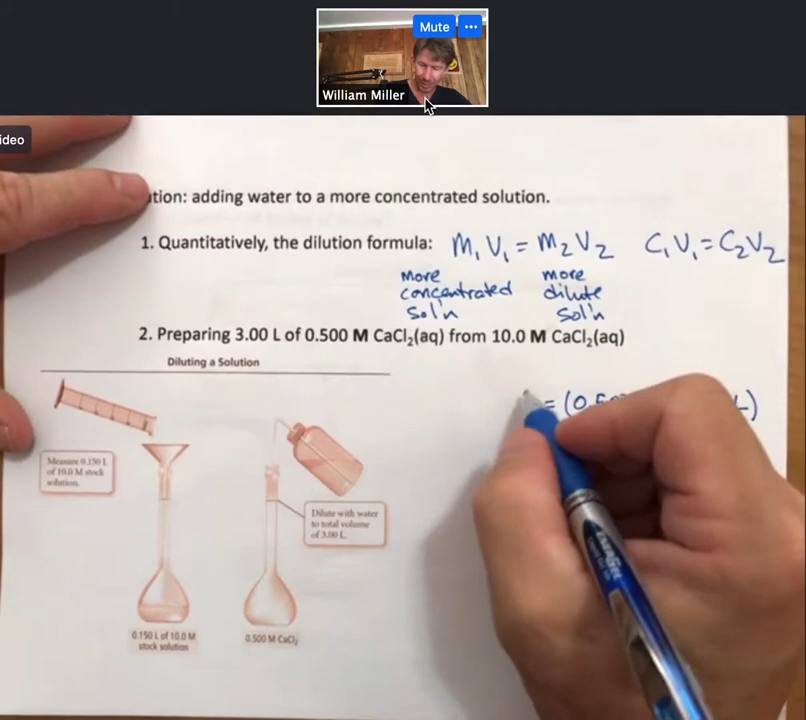 Mute ...
William Miller
ideo
tion: adding water to a more concentrated solution.
1. Quantitatively, the dilution formula: M₁V₁ = M₂V₂ C₁V₁ = C₂V₂
more concentrated sol'n
more dilute sol'n
2. Preparing 3.00 L of 0.500 M CaCl₂(aq) from 10.0 M CaCl₂(aq)
Diluting a Solution
= (0.50 L)
Measure 0.150 L
of 10.0 M stock
solution.
Dilute with water
to total volume
of 3.00 L.
0.150 L of 10.0 M
stock solution
0.500 M CaCl₂